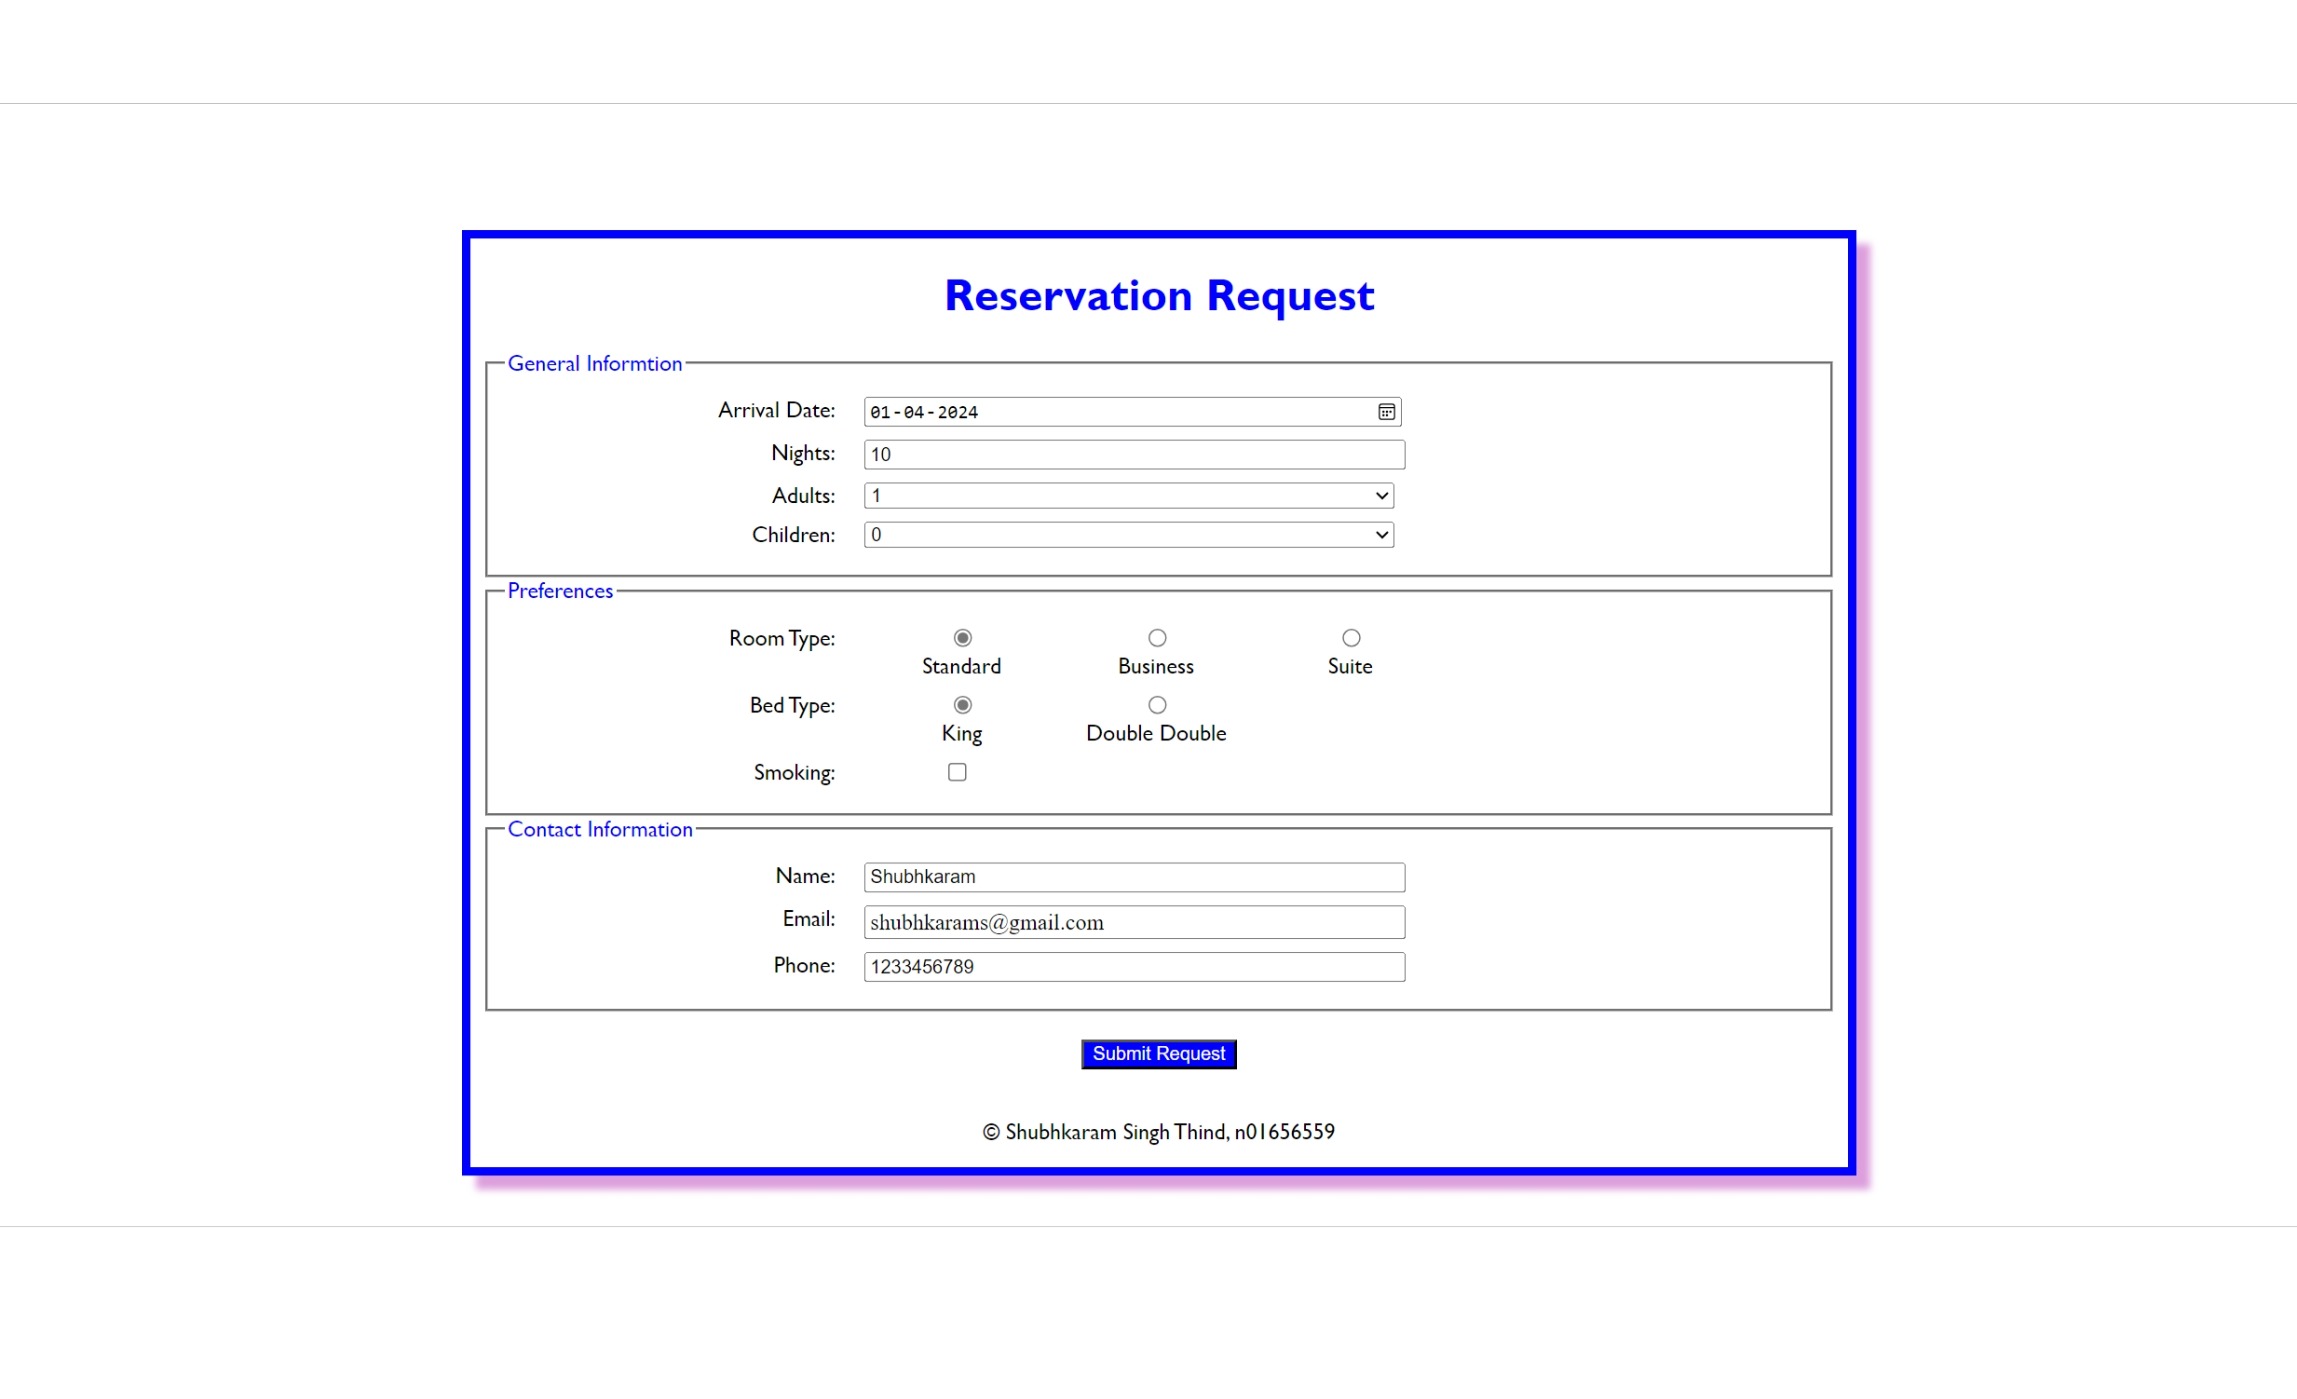 Reservation Request
General Informtion
Arrival Date: 01-04-2024
Nights: 10
Adults: 1
Children: 0
Preferences
Room Type:
Standard Business Suite
Bed Type:
King Double Double
Smoking:
Contact Information
Name: Shubhkaram
Email: shubhkarams@gmail.com
Phone: 1233456789
Submit Request
© Shubhkaram Singh Thind, n01656559